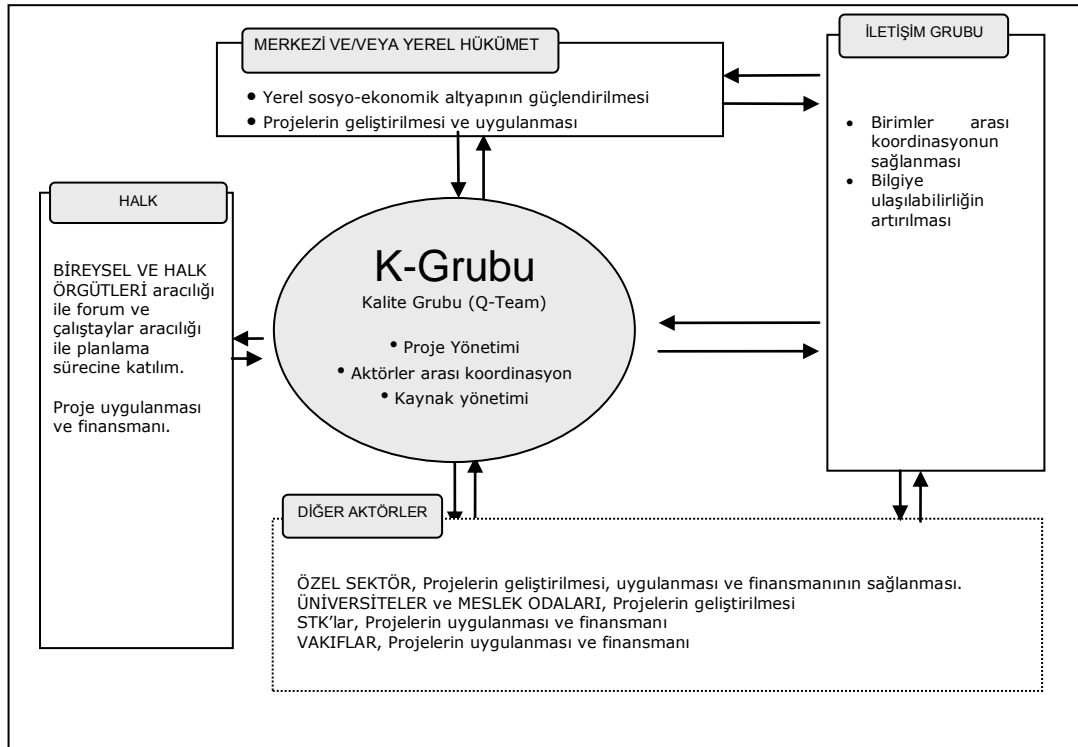 MERKEZİ VE/VEYA YEREL HÜKÜMET
• Yerel sosyo-ekonomik altyapının güçlendirilmesi
• Projelerin geliştirilmesi ve uygulanması
İLETİŞİM GRUBU
• Birimler arası
koordinasyonun
sağlanması
• Bilgiye
ulaşılabilirliğin
artırılması
HALK
BİREYSEL VE HALK
ÖRGÜTLERİ aracılığı
ile forum ve
çalıştaylar aracılığı
ile planlama
sürecine katılım.
Proje uygulanması
ve finansmanı.
K-Grubu
Kalite Grubu (Q-Team)
• Proje Yönetimi
• Aktörler arası koordinasyon
• Kaynak yönetimi
DİĞER AKTÖRLER
ÖZEL SEKTÖR, Projelerin geliştirilmesi, uygulanması ve finansmanının sağlanması.
ÜNİVERSİTELER ve MESLEK ODALARI, Projelerin geliştirilmesi
STK’lar, Projelerin uygulanması ve finansmanı
VAKIFLAR, Projelerin uygulanması ve finansmanı